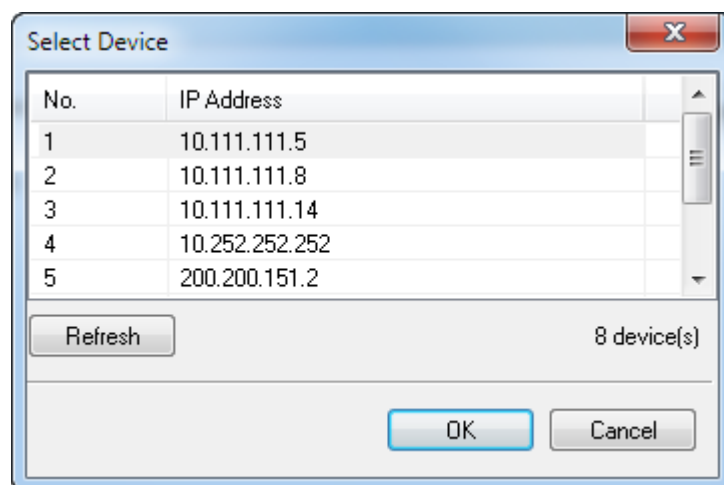 Select Device
No. IP Address
1 10.111.111.5
2 10.111.111.8
3 10.111.111.14
4 10.252.252.252
5 200.200.151.2
Refresh 8 device(s)
OK Cancel